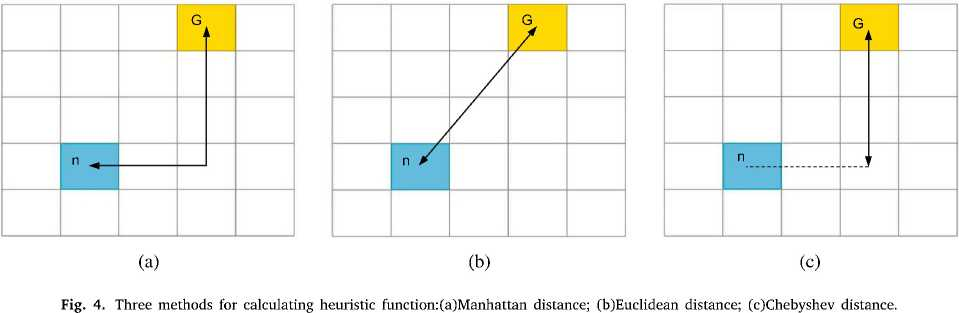 G G G
n n n
(a) (b) (c)
Fig. 4. Three methods for calculating heuristic function:(a)Manhattan distance; (b)Euclidean distance; (c)Chebyshev distance.